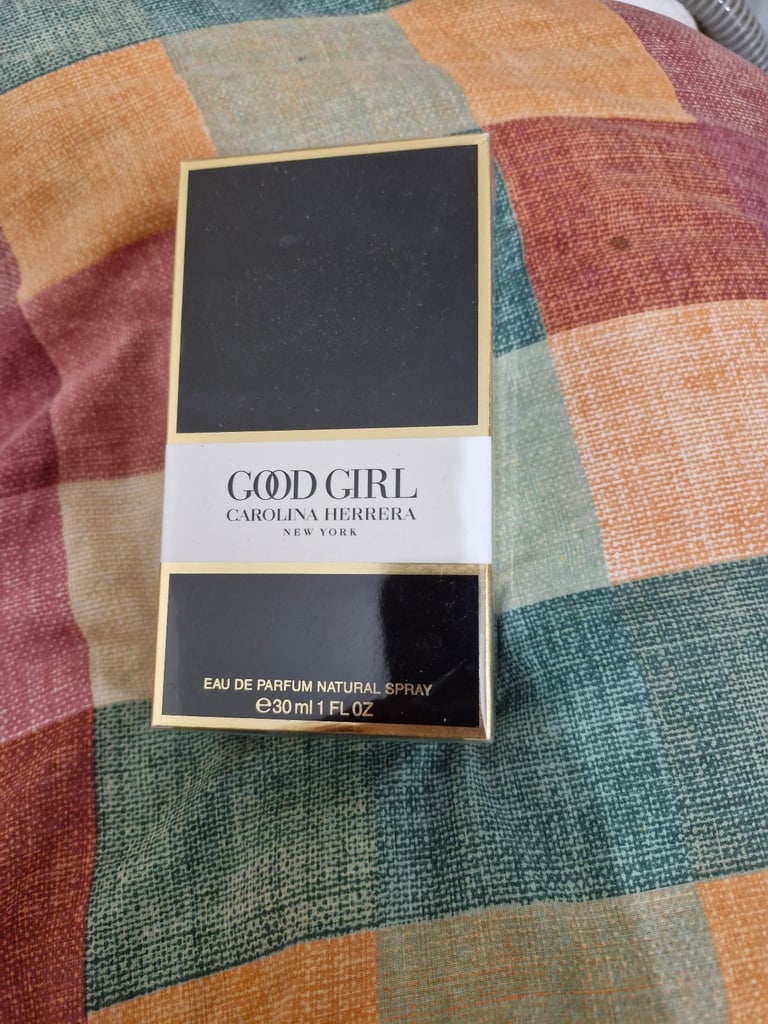 GOOD GIRL
CAROLINA HERRERA
NEW YORK
EAU DE PARFUM NATURAL SPRAY
℮30 ml 1 FL OZ